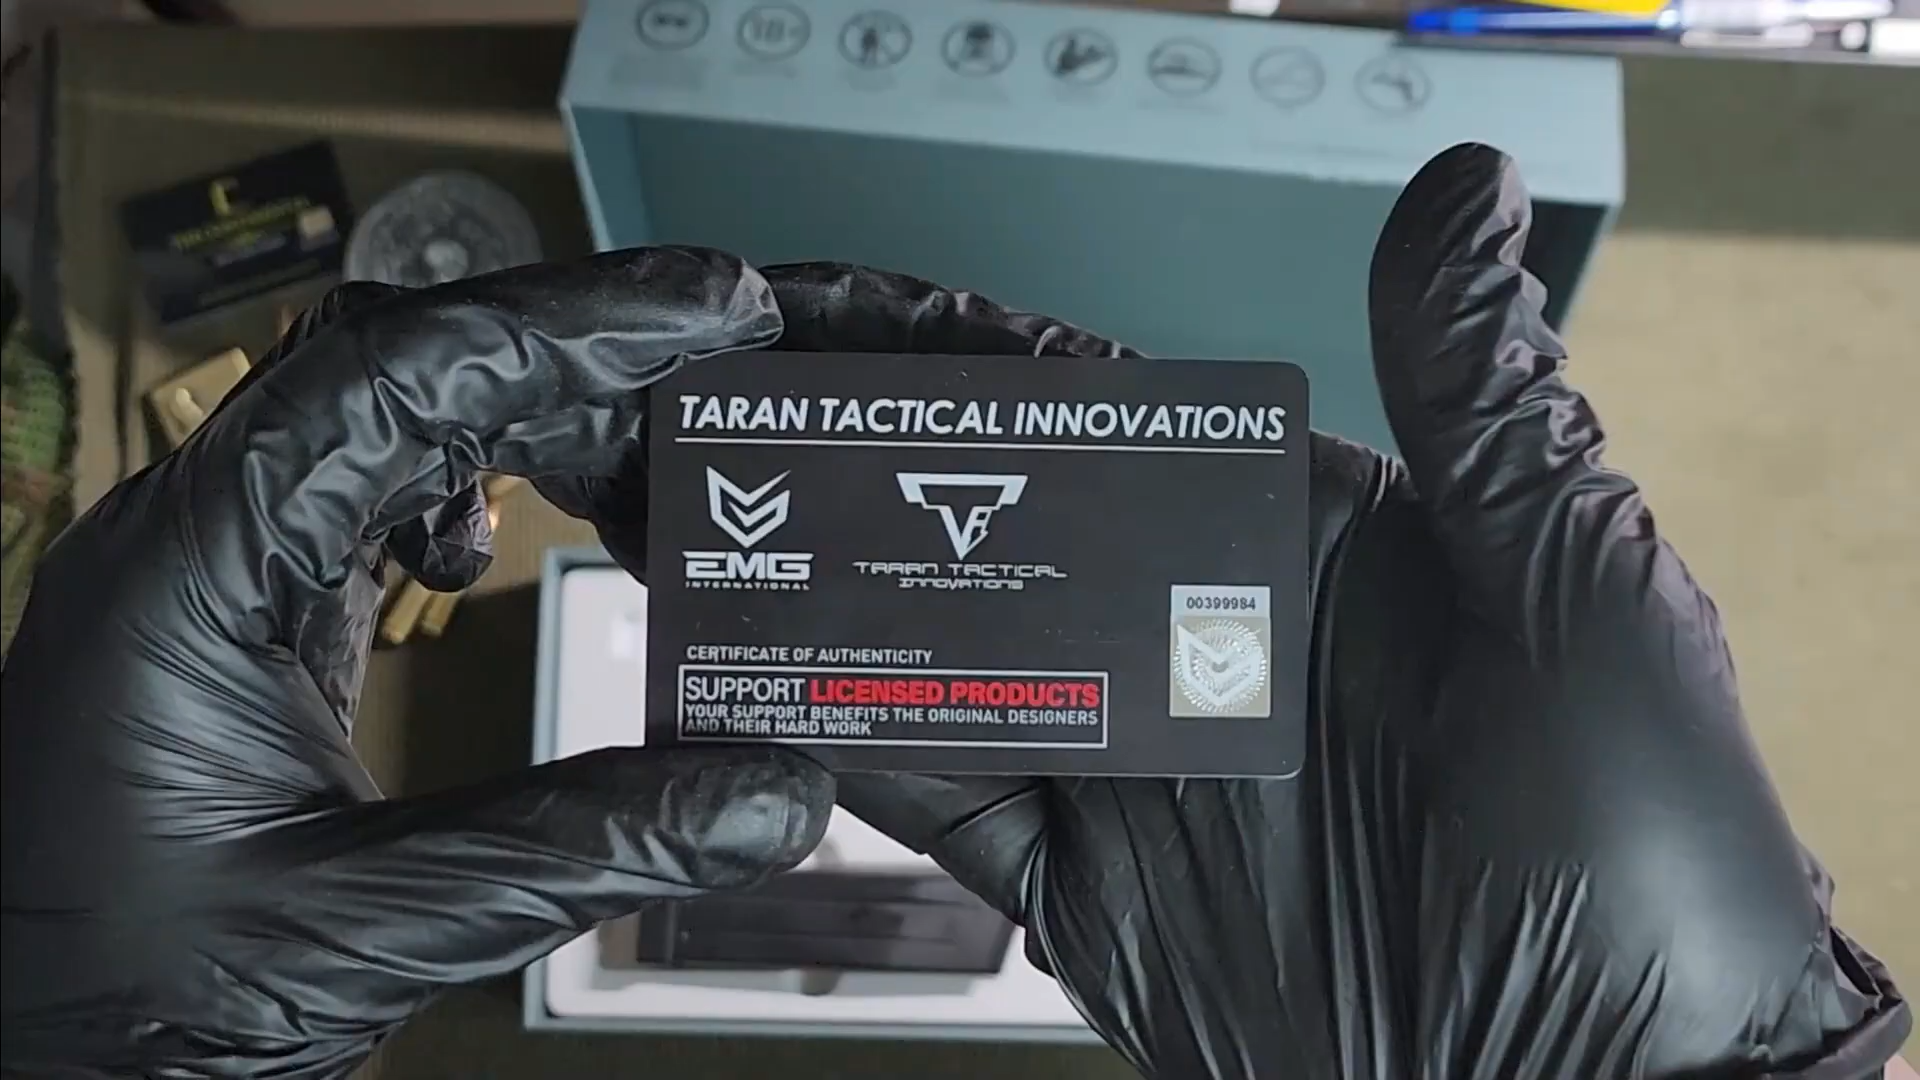 18+
TARAN TACTICAL INNOVATIONS
EMG
INTERNATIONAL
TARAN TACTICAL
INNOVATIONS
00399984
CERTIFICATE OF AUTHENTICITY
SUPPORT LICENSED PRODUCTS
YOUR SUPPORT BENEFITS THE ORIGINAL DESIGNERS
AND THEIR HARD WORK